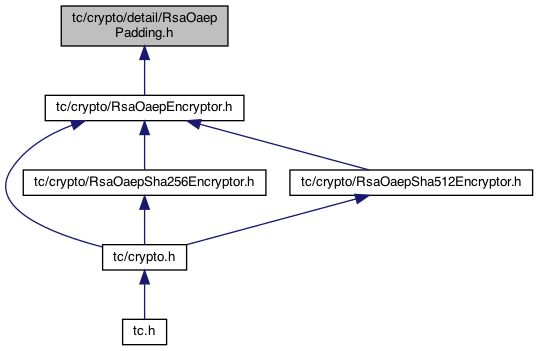 tc/crypto/detail/RsaOaep
Padding.h
tc/crypto/RsaOaepEncryptor.h
tc/crypto/RsaOaepSha256Encryptor.h
tc/crypto/RsaOaepSha512Encryptor.h
tc/crypto.h
tc.h